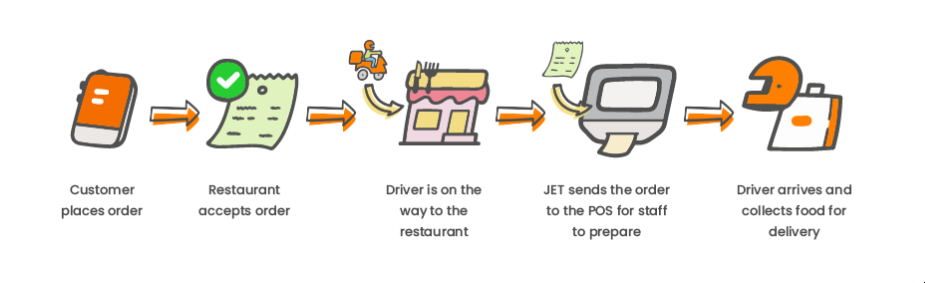 Customer
places order
Restaurant
accepts order
Driver is on the
way to the
restaurant
JET sends the order
to the POS for staff
to prepare
Driver arrives and
collects food for
delivery